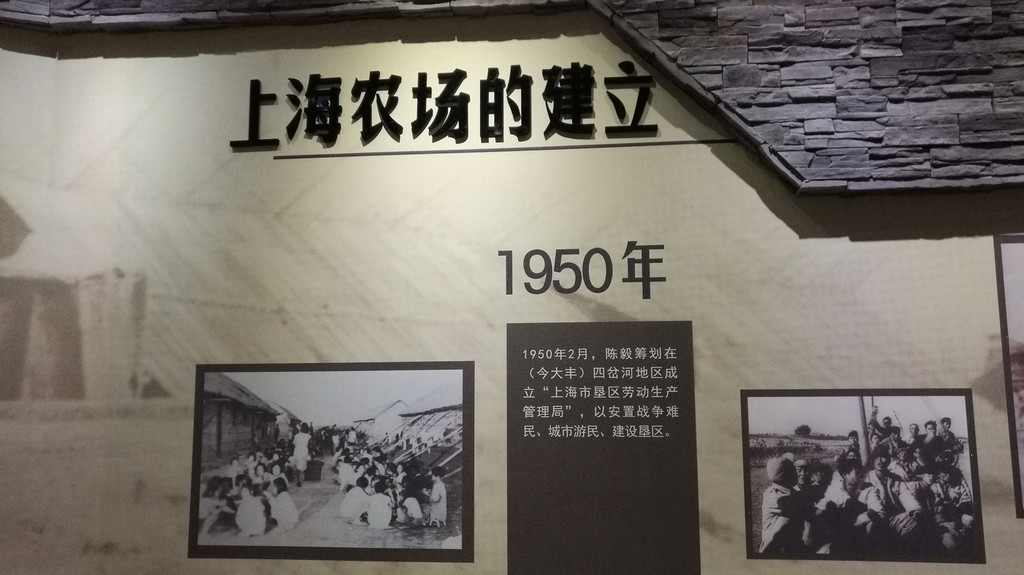 上海农场的建立
1950年
1950年2月，陈毅筹划在
（今大丰）四岔河地区成
立“上海市垦区劳动生产
管理局”，以安置战争难
民、城市游民、建设垦区。